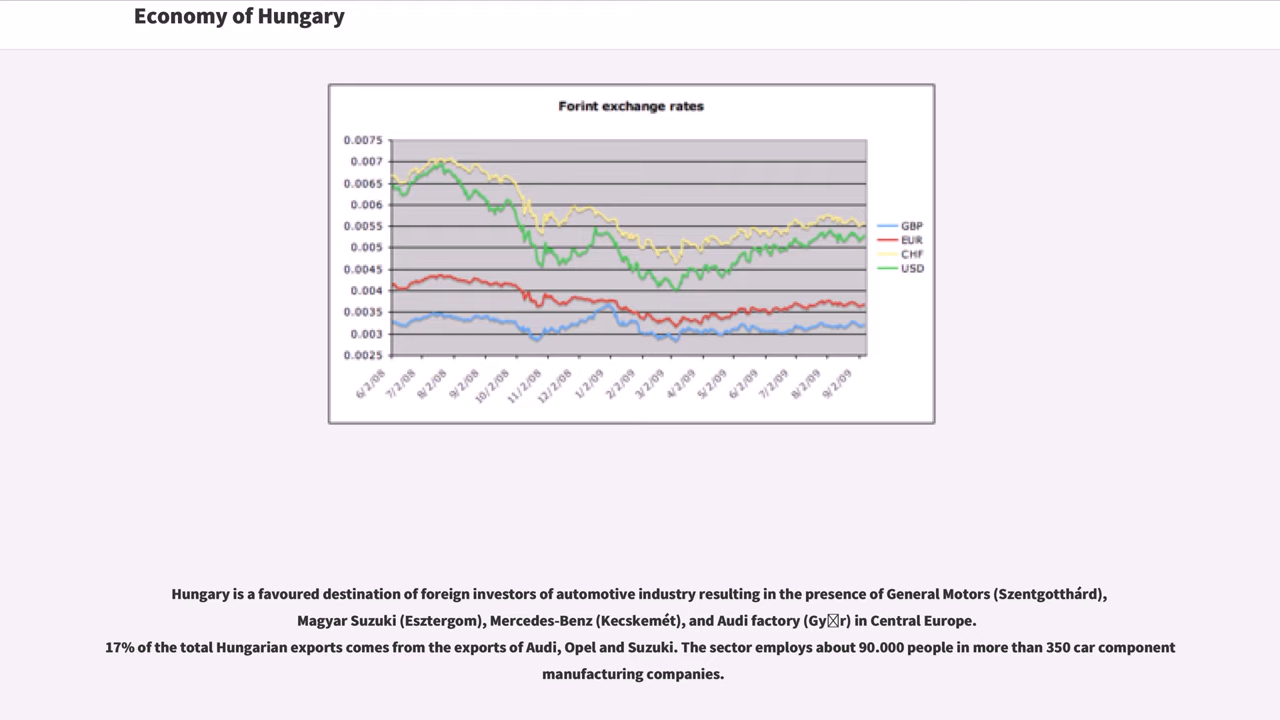 Economy of Hungary
Forint exchange rates
0.0075
0.007
0.0065
0.006
0.0055
0.005
0.0045
0.004
0.0035
0.003
0.0025
6/2/08
7/2/08
8/2/08
9/2/08
10/2/08
11/2/08
12/2/08
1/2/09
2/2/09
3/2/09
4/2/09
5/2/09
6/2/09
7/2/09
8/2/09
9/2/09
GBP
EUR
CHF
USD
Hungary is a favoured destination of foreign investors of automotive industry resulting in the presence of General Motors (Szentgotthárd),
Magyar Suzuki (Esztergom), Mercedes-Benz (Kecskemét), and Audi factory (Gy☒r) in Central Europe.
17% of the total Hungarian exports comes from the exports of Audi, Opel and Suzuki. The sector employs about 90.000 people in more than 350 car component
manufacturing companies.